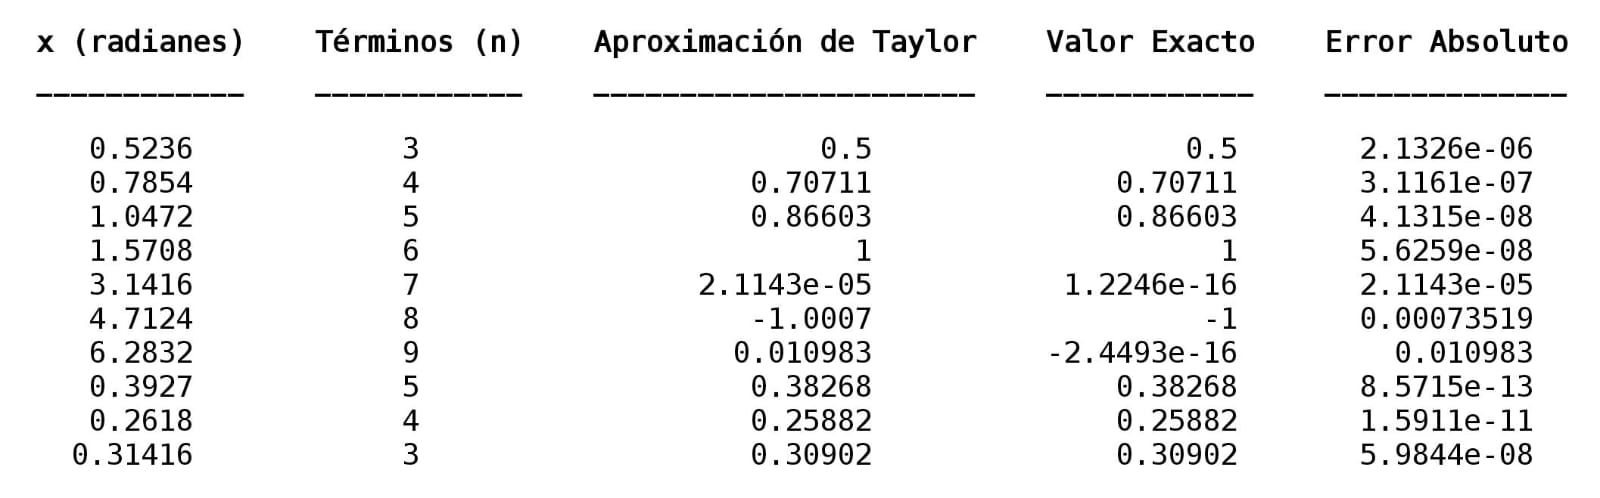 x (radianes) Términos (n) Aproximación de Taylor Valor Exacto Error Absoluto
____________ ____________ ______________________ ____________ ______________
0.5236 3 0.5 0.5 2.1326e-06
0.7854 4 0.70711 0.70711 3.1161e-07
1.0472 5 0.86603 0.86603 4.1315e-08
1.5708 6 1 1 5.6259e-08
3.1416 7 2.1143e-05 1.2246e-16 2.1143e-05
4.7124 8 -1.0007 -1 0.00073519
6.2832 9 0.010983 -2.4493e-16 0.010983
0.3927 5 0.38268 0.38268 8.5715e-13
0.2618 4 0.25882 0.25882 1.5911e-11
0.31416 3 0.30902 0.30902 5.9844e-08